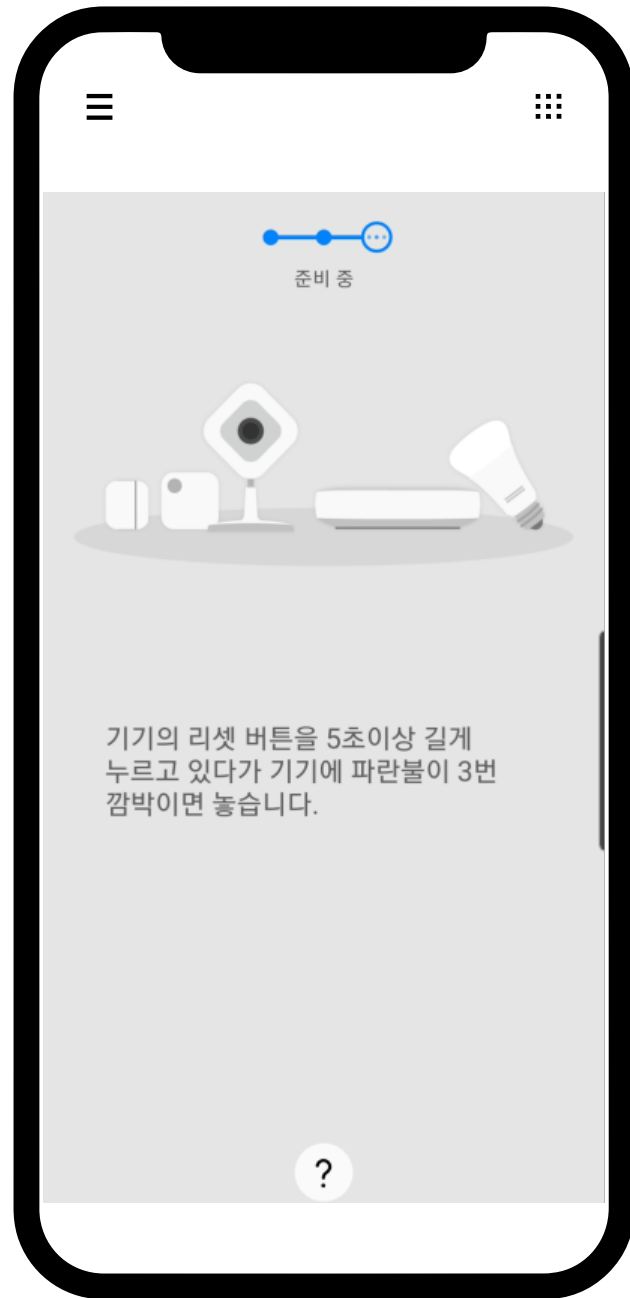 준비 중
기기의 리셋 버튼을 5초이상 길게
누르고 있다가 기기에 파란불이 3번
깜박이면 놓습니다.
?